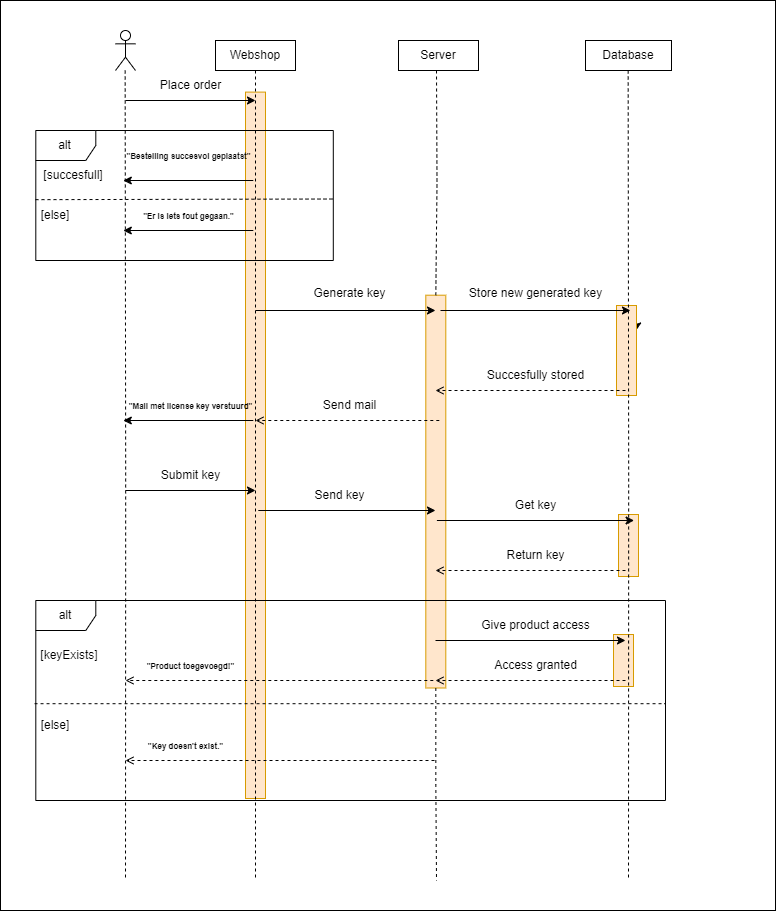 Webshop
Server
Database
Place order
alt
"Bestelling succesvol geplaatst"
[succesfull]
[else]
"Er is iets fout gegaan."
Generate key
Store new generated key
Succesfully stored
"Mail met license key verstuurd"
Send mail
Submit key
Send key
Get key
Return key
alt
Give product access
[keyExists]
"Product toegevoegd!"
Access granted
[else]
"Key doesn't exist."